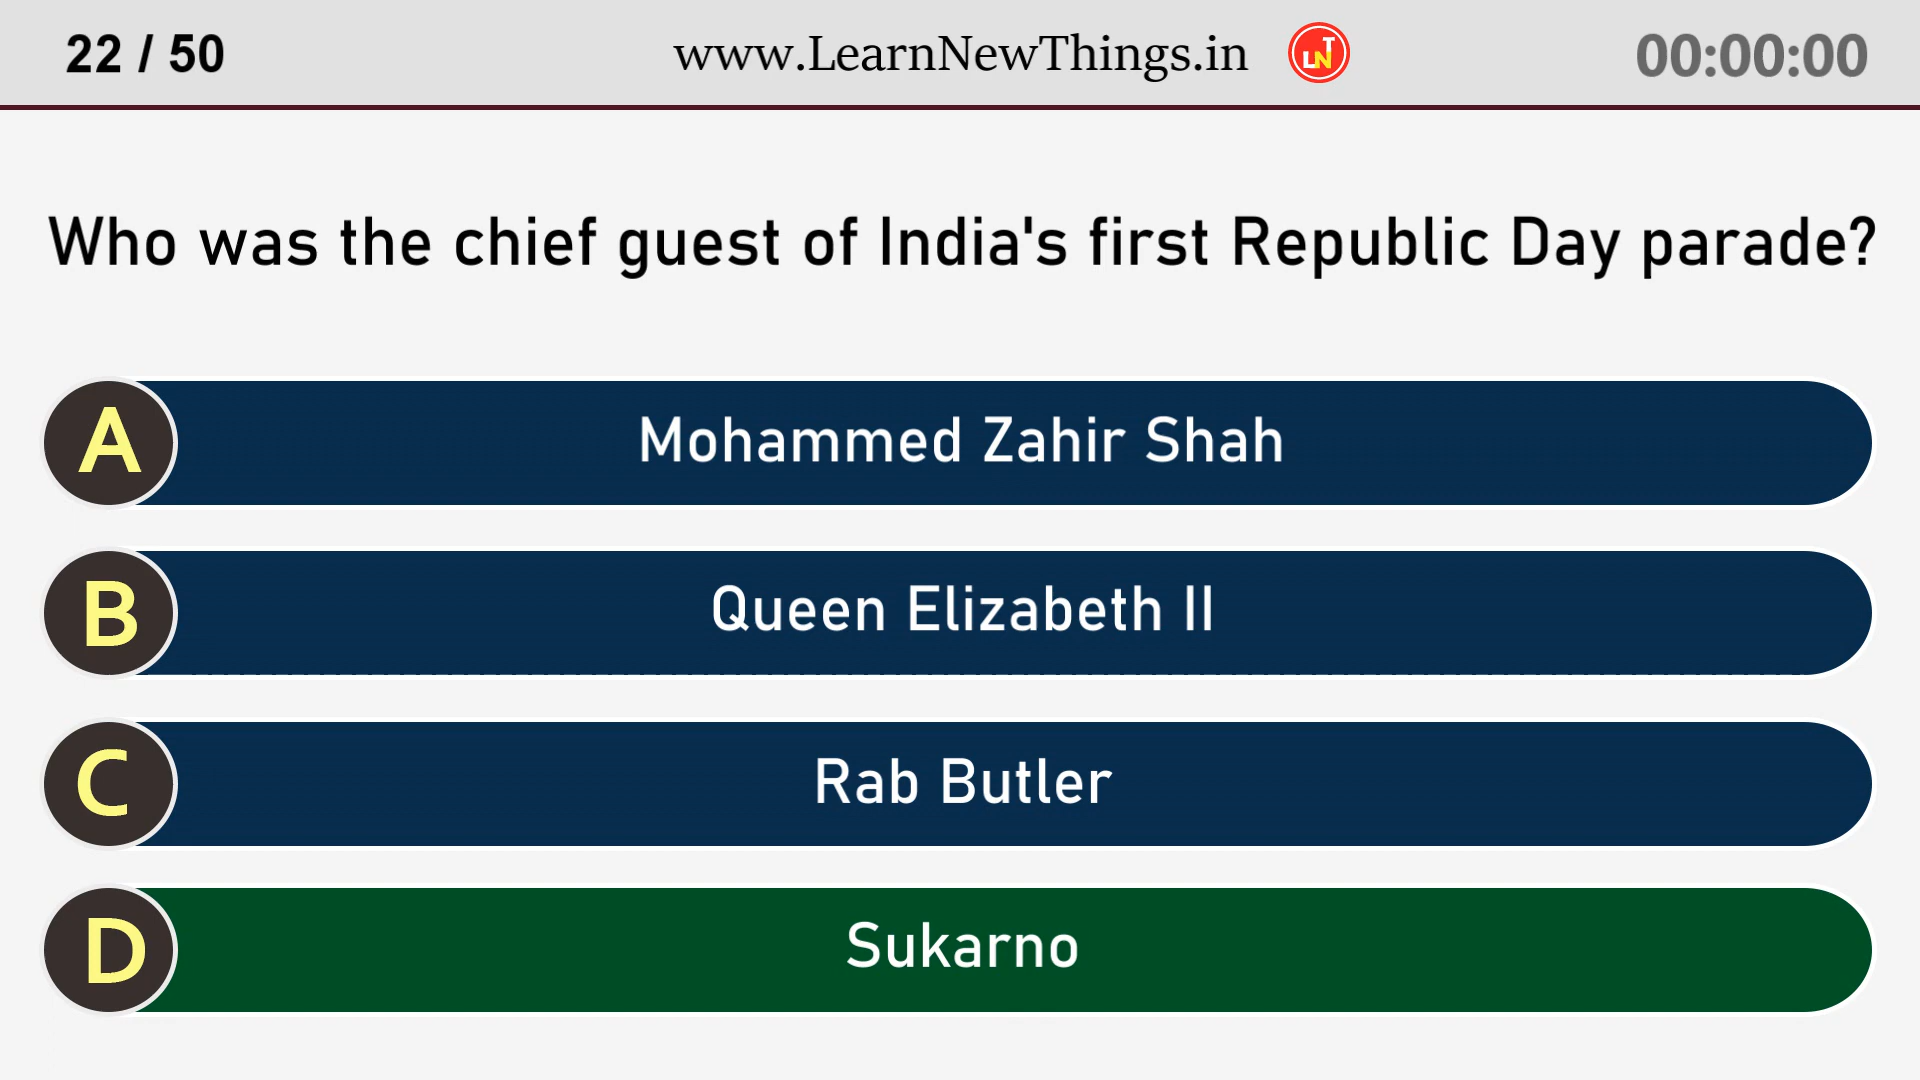 22 / 50
www.LearnNewThings.in
LNT
00:00:00
Who was the chief guest of India's first Republic Day parade?
A
Mohammed Zahir Shah
B
Queen Elizabeth II
C
Rab Butler
D
Sukarno